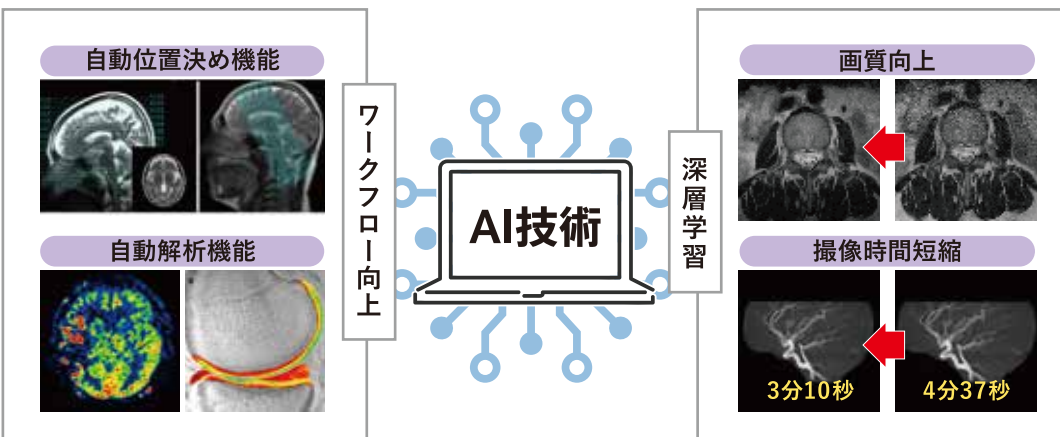 自動位置決め機能
自動解析機能
ワークフロー向上
AI技術
深層学習
画質向上
撮像時間短縮
3分10秒
4分37秒